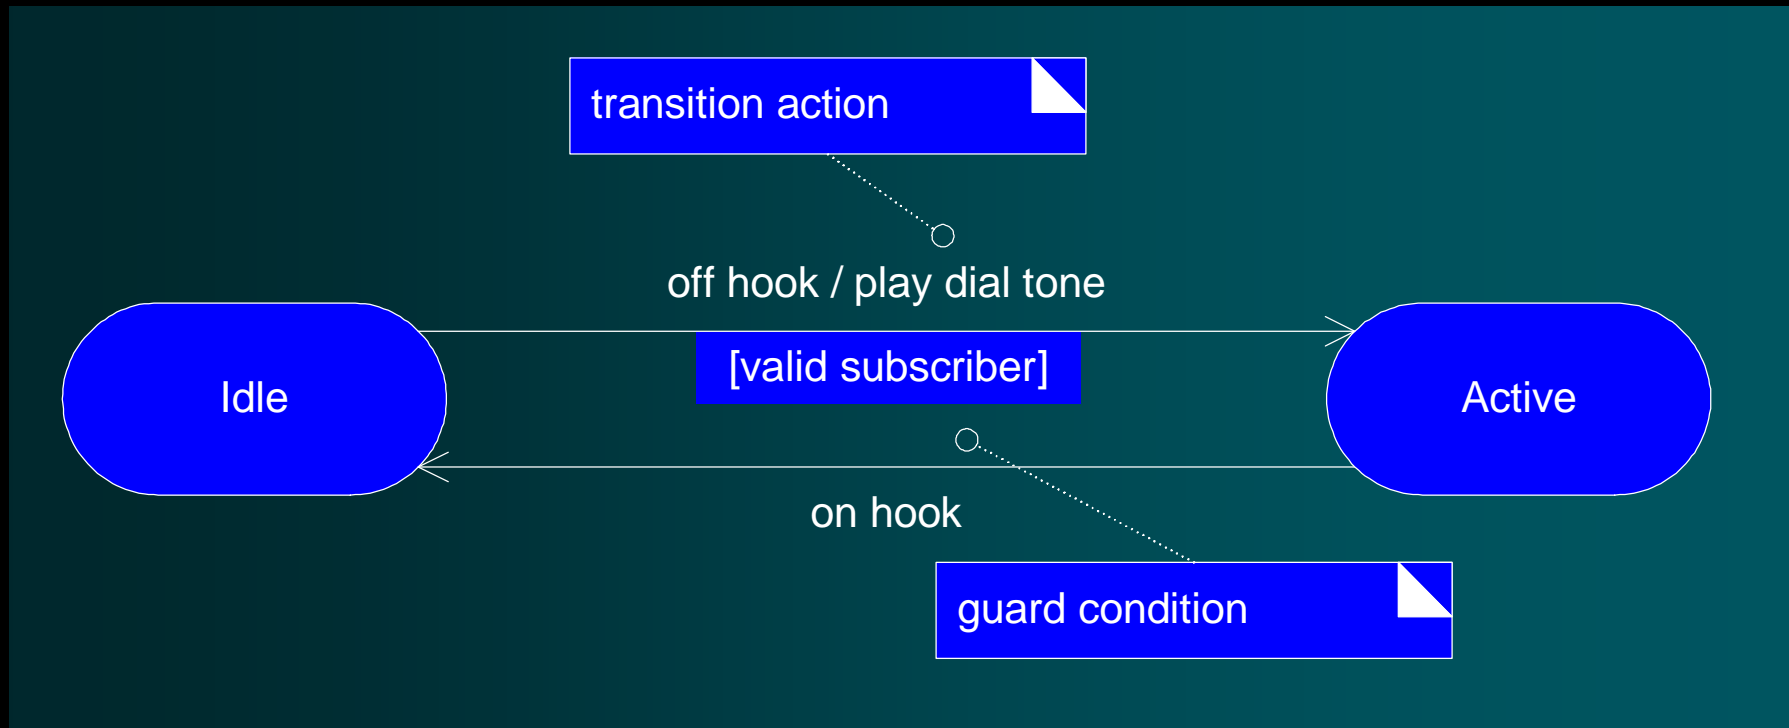 transition action
off hook / play dial tone
[valid subscriber]
Idle
Active
on hook
guard condition